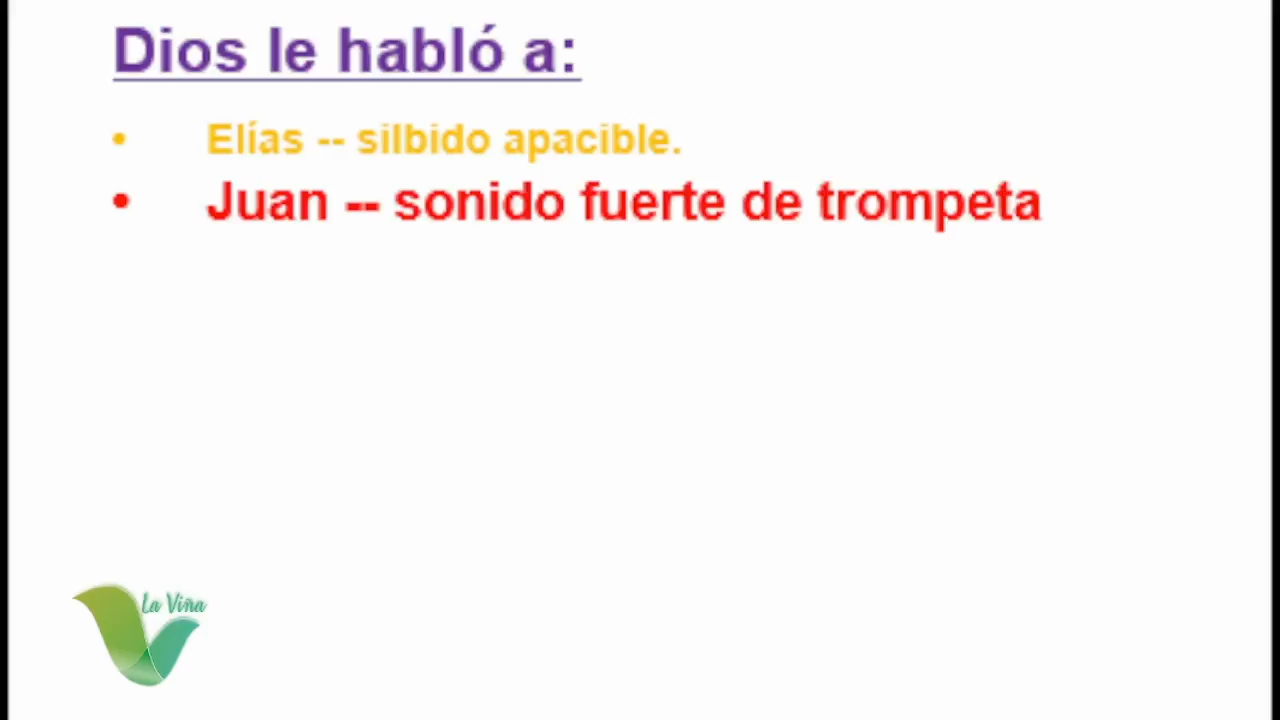 Dios le habló a:
• Elías -- silbido apacible.
• Juan -- sonido fuerte de trompeta
La Viña